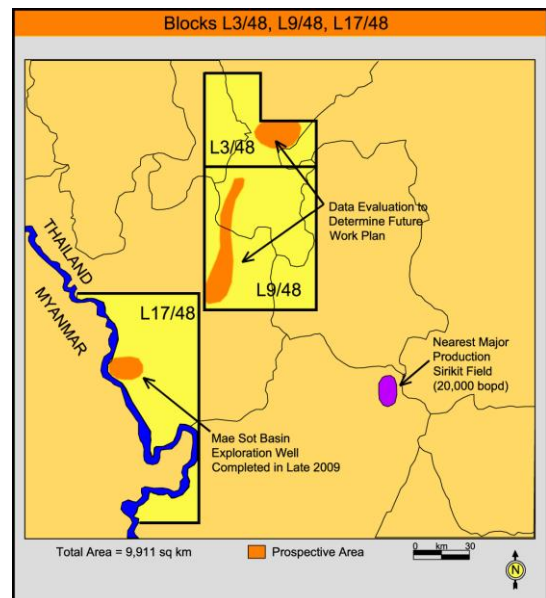 Blocks L3/48, L9/48, L17/48
L3/48
Data Evaluation to
Determine Future
Work Plan
L9/48
THAILAND
MYANMAR
L17/48
Nearest Major
Production
Sirikit Field
(20,000 bopd)
Mae Sot Basin
Exploration Well
Completed in Late 2009
Total Area = 9,911 sq km
Prospective Area
0 km 30
N